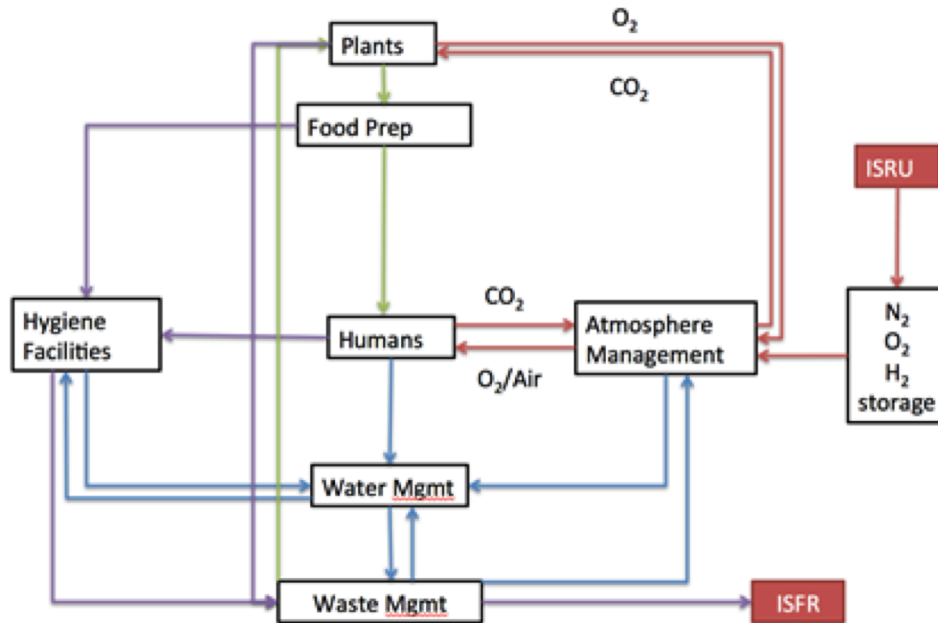 O₂
Plants
CO₂
Food Prep
ISRU
Hygiene
Facilities
CO₂
Humans
O₂/Air
Atmosphere
Management
N₂
O₂
H₂
storage
Water Mgmt
Waste Mgmt
ISFR